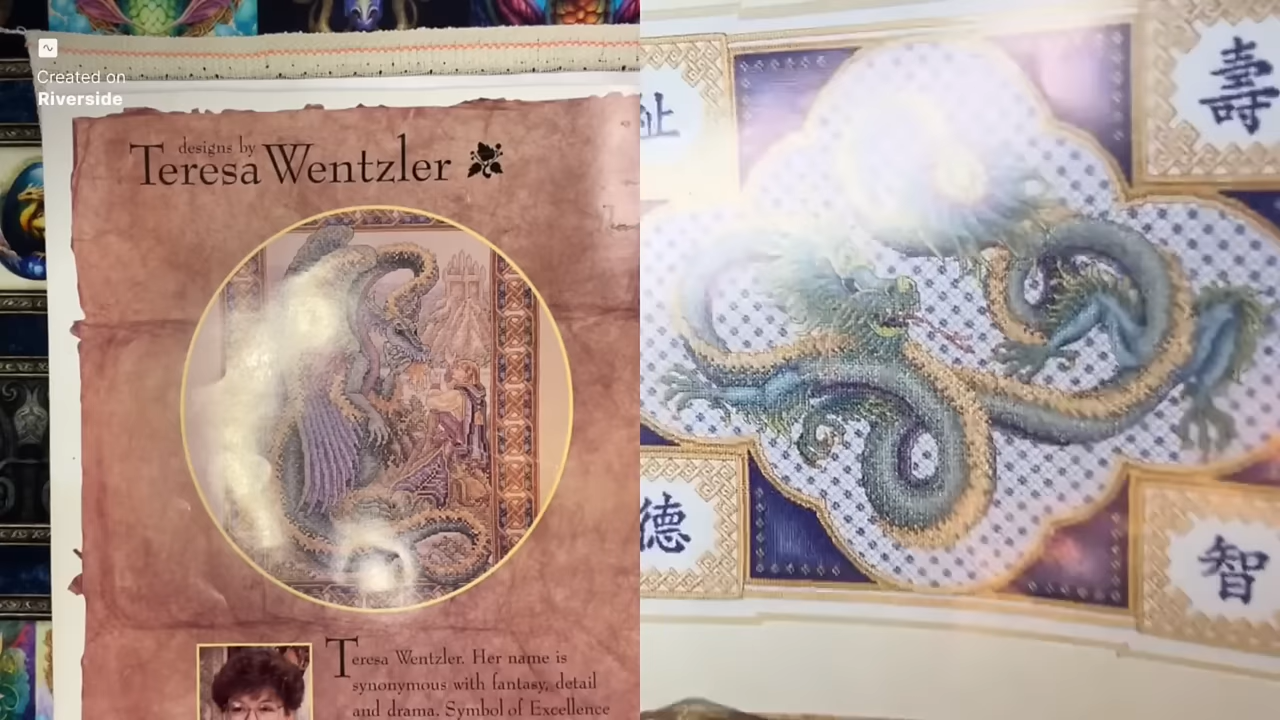 Created on
Riverside
designs by
Teresa Wentzler
Teresa Wentzler. Her name is
synonymous with fantasy, detail
and drama. Symbol of Excellence
祉
壽
德
智